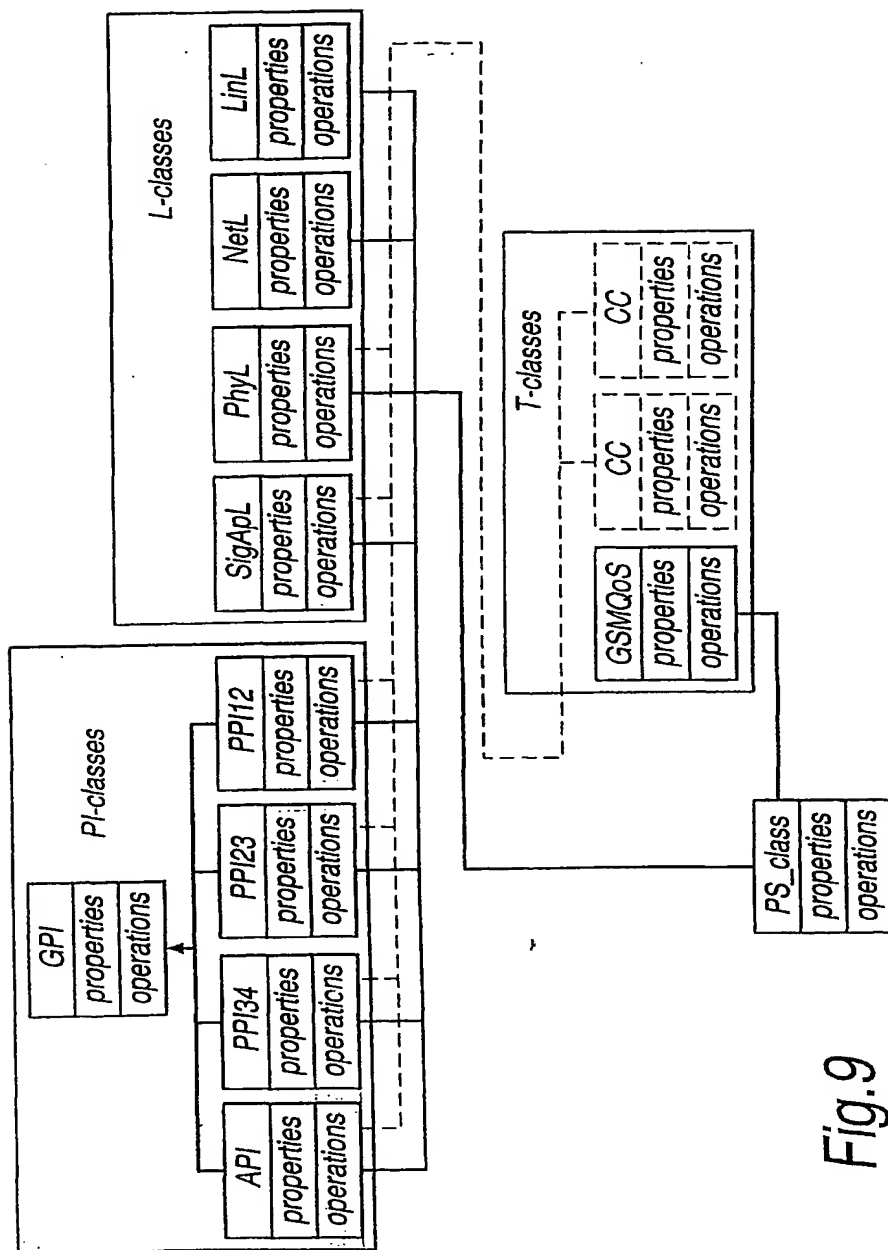 PI-classes
GPI
properties
operations
API
properties
operations
PPI34
properties
operations
PPI23
properties
operations
PPI12
properties
operations
L-classes
SigApL
properties
operations
PhyL
properties
operations
NetL
properties
operations
LinL
properties
operations
T-classes
GSMQoS
properties
operations
CC
properties
operations
CC
properties
operations
PS_class
properties
operations
Fig.9